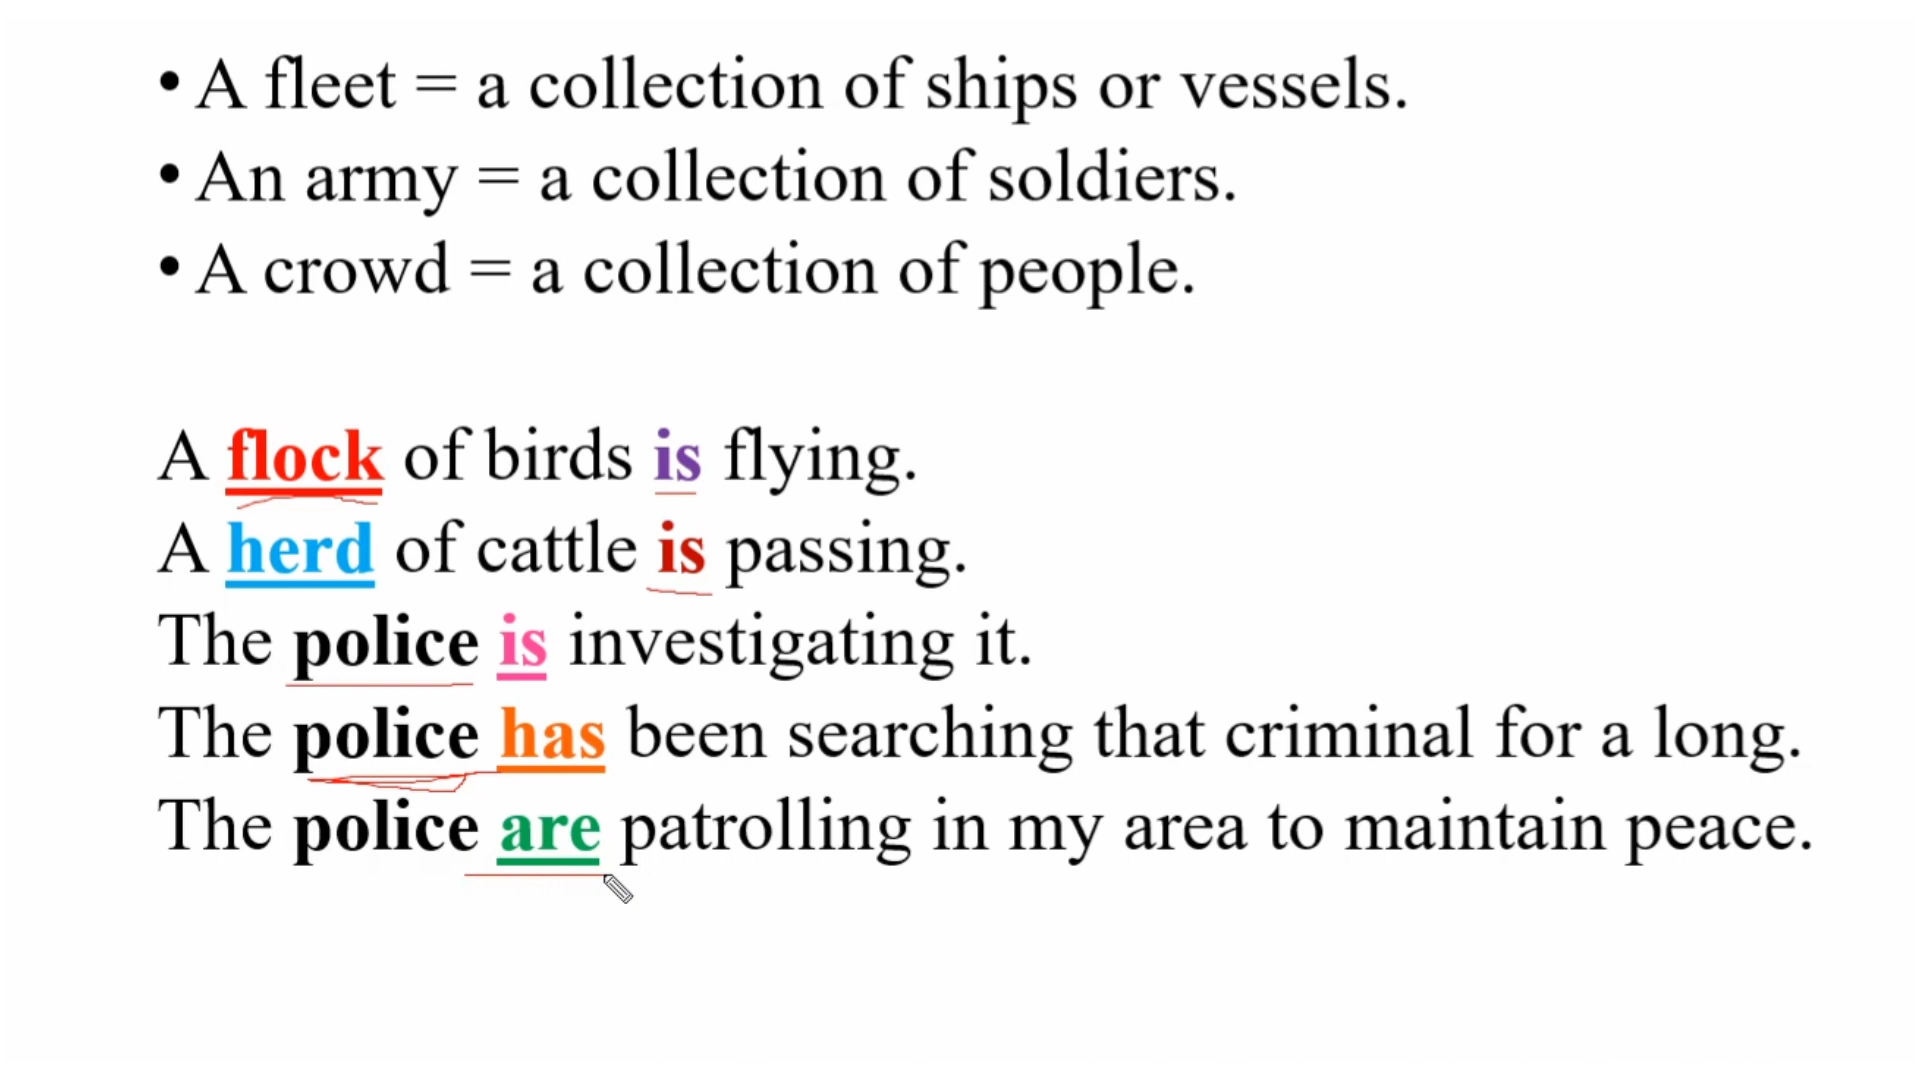 • A fleet = a collection of ships or vessels.
• An army = a collection of soldiers.
• A crowd = a collection of people.
A flock of birds is flying.
A herd of cattle is passing.
The police is investigating it.
The police has been searching that criminal for a long.
The police are patrolling in my area to maintain peace.